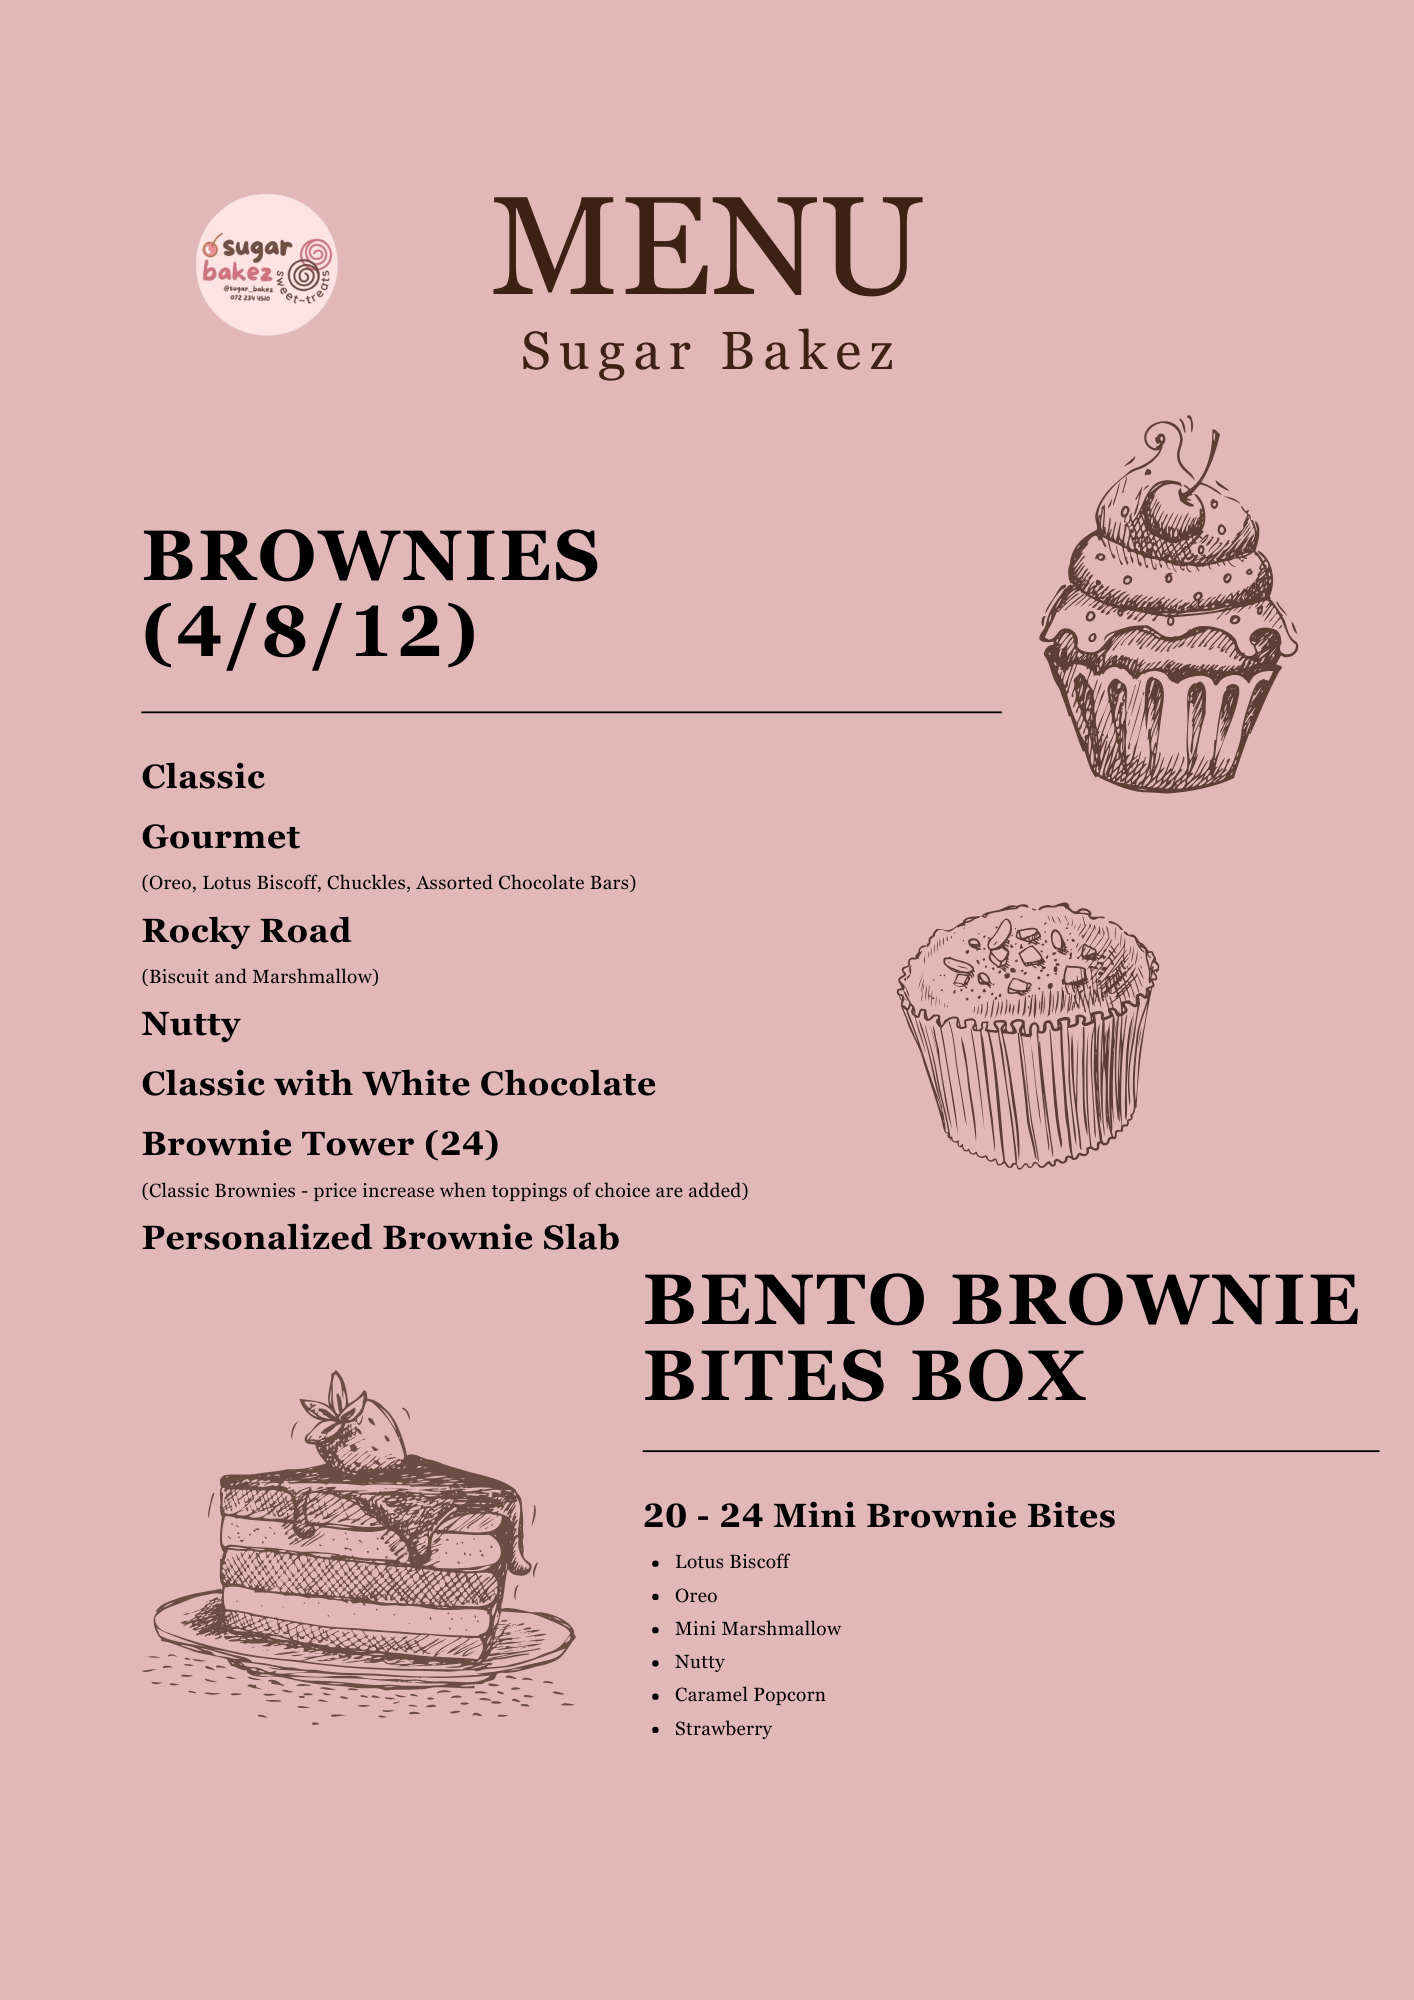 sugar
bakez
sweet~treats
@sugar_bakez
072 234 4510
MENU
Sugar Bakez
BROWNIES
(4/8/12)
Classic
Gourmet
(Oreo, Lotus Biscoff, Chuckles, Assorted Chocolate Bars)
Rocky Road
(Biscuit and Marshmallow)
Nutty
Classic with White Chocolate
Brownie Tower (24)
(Classic Brownies - price increase when toppings of choice are added)
Personalized Brownie Slab
BENTO BROWNIE
BITES BOX
20 - 24 Mini Brownie Bites
• Lotus Biscoff
• Oreo
• Mini Marshmallow
• Nutty
• Caramel Popcorn
• Strawberry